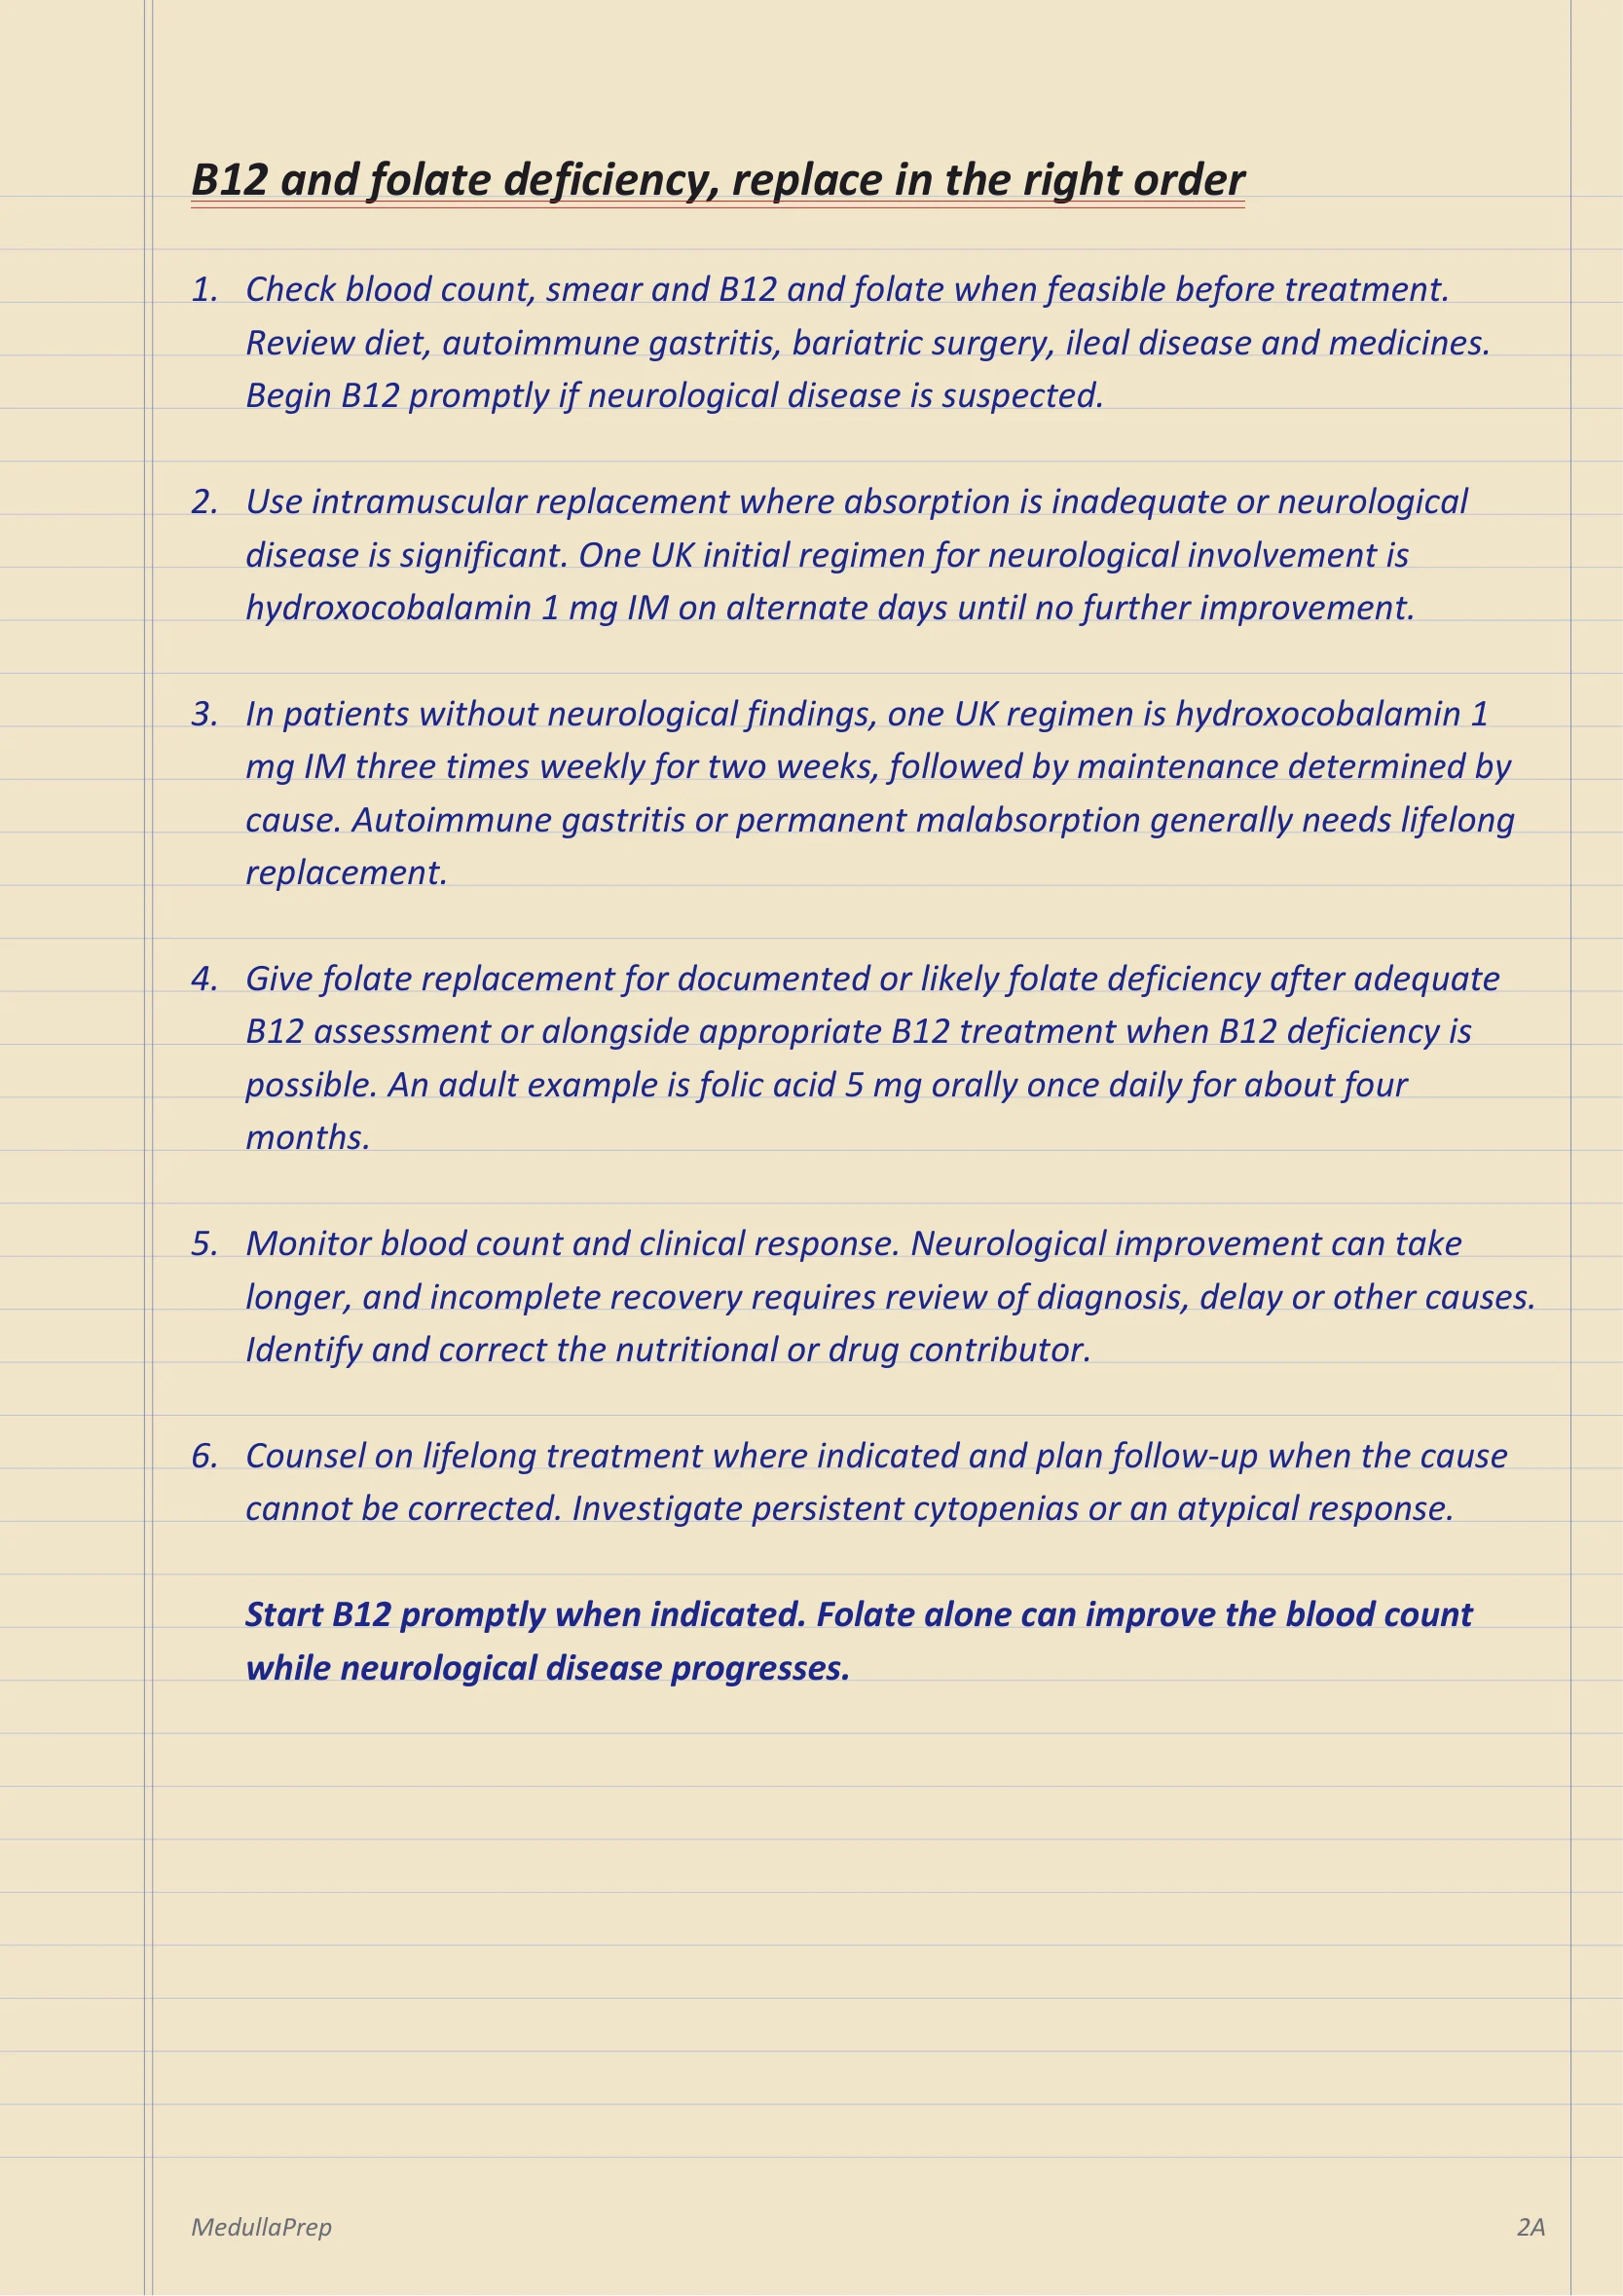 B12 and folate deficiency, replace in the right order
1. Check blood count, smear and B12 and folate when feasible before treatment.
Review diet, autoimmune gastritis, bariatric surgery, ileal disease and medicines.
Begin B12 promptly if neurological disease is suspected.
2. Use intramuscular replacement where absorption is inadequate or neurological
disease is significant. One UK initial regimen for neurological involvement is
hydroxocobalamin 1 mg IM on alternate days until no further improvement.
3. In patients without neurological findings, one UK regimen is hydroxocobalamin 1
mg IM three times weekly for two weeks, followed by maintenance determined by
cause. Autoimmune gastritis or permanent malabsorption generally needs lifelong
replacement.
4. Give folate replacement for documented or likely folate deficiency after adequate
B12 assessment or alongside appropriate B12 treatment when B12 deficiency is
possible. An adult example is folic acid 5 mg orally once daily for about four
months.
5. Monitor blood count and clinical response. Neurological improvement can take
longer, and incomplete recovery requires review of diagnosis, delay or other causes.
Identify and correct the nutritional or drug contributor.
6. Counsel on lifelong treatment where indicated and plan follow-up when the cause
cannot be corrected. Investigate persistent cytopenias or an atypical response.
Start B12 promptly when indicated. Folate alone can improve the blood count
while neurological disease progresses.
MedullaPrep
2A